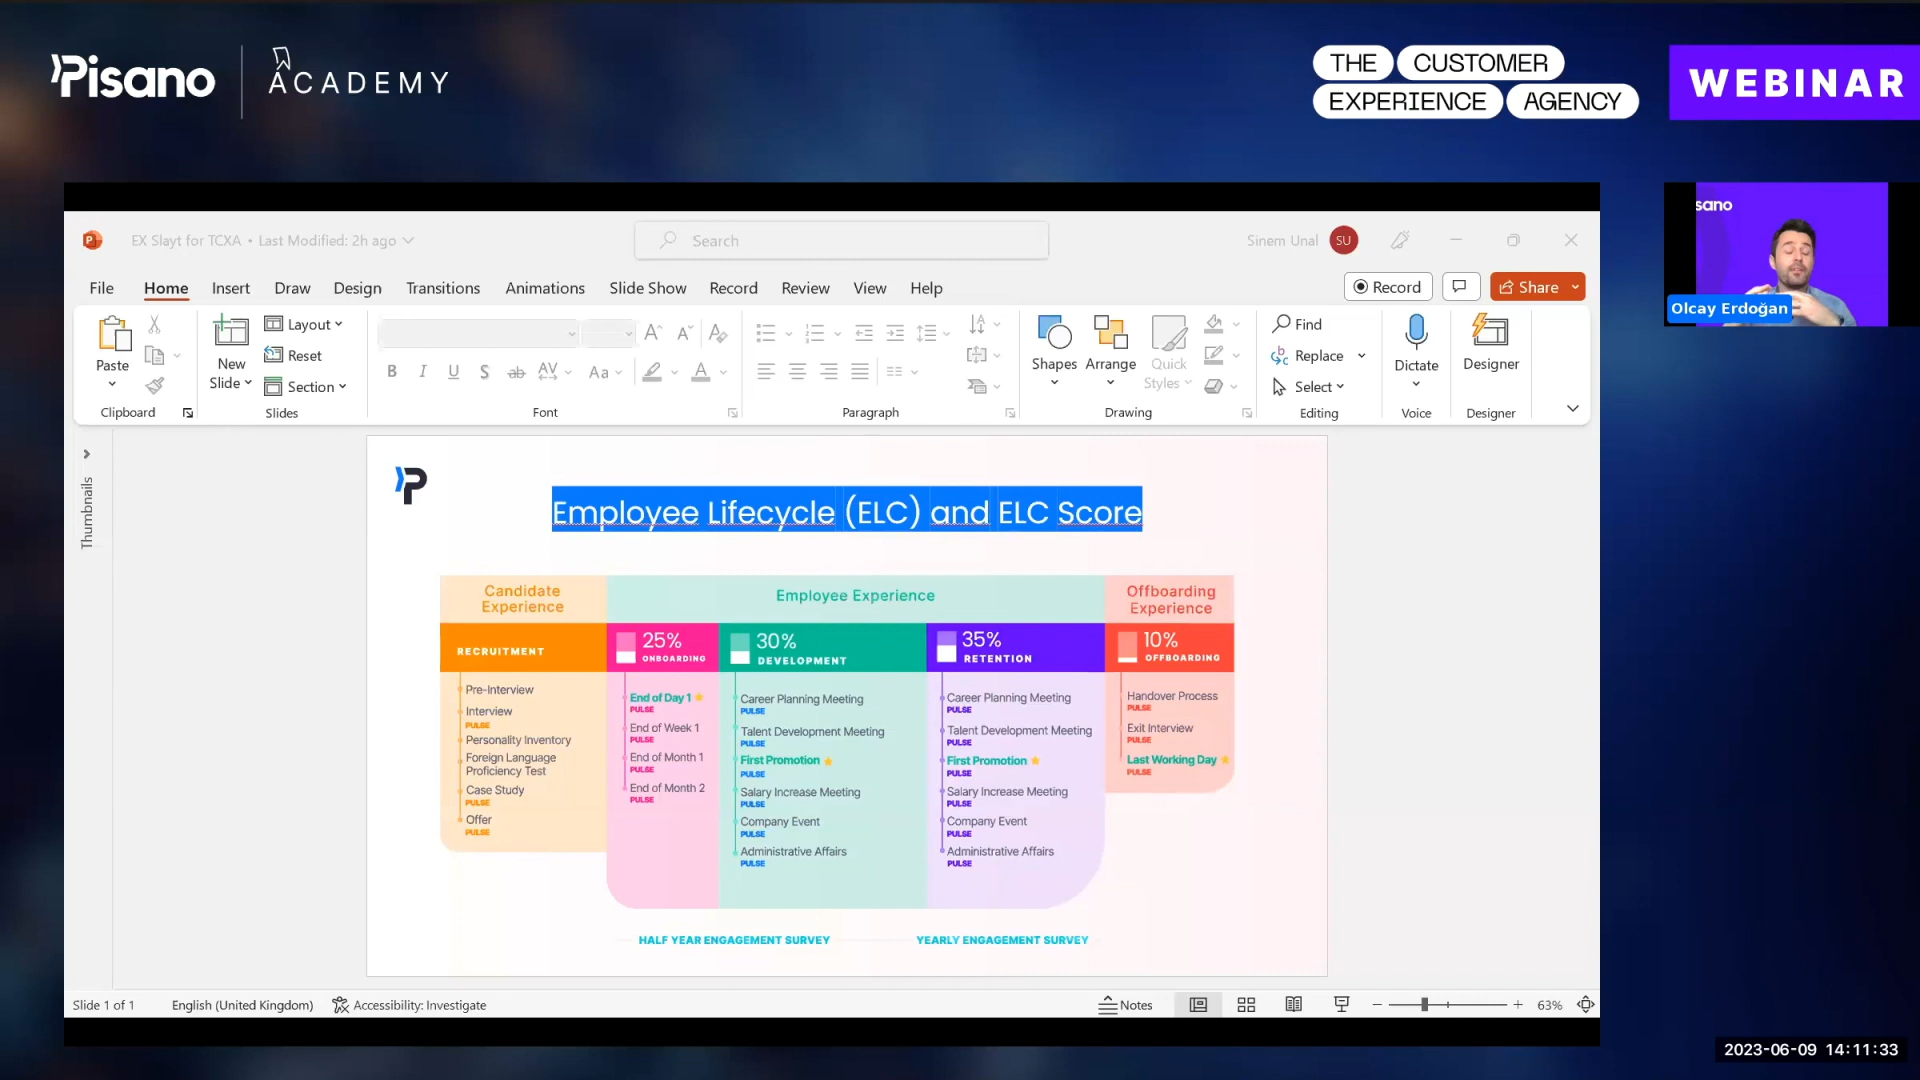 Pisano
ACADEMY
THE CUSTOMER
EXPERIENCE AGENCY
WEBINAR
sano
Olcay Erdoğan
EX Slayt for TCXA • Last Modified: 2h ago
Search
Sinem Unal
SU
File Home Insert Draw Design Transitions Animations Slide Show Record Review View Help
Record
Share
Paste
New
Slide
Layout
Reset
Section
Shapes
Arrange
Quick
Styles
Find
Replace
Select
Dictate
Designer
Clipboard
Slides
Font
Paragraph
Drawing
Editing
Voice
Designer
Thumbnails
Employee Lifecycle (ELC) and ELC Score
Candidate
Experience
Employee Experience
Offboarding
Experience
RECRUITMENT
25%
ONBOARDING
30%
DEVELOPMENT
35%
RETENTION
10%
OFFBOARDING
Pre-Interview
Interview
PULSE
Personality Inventory
Foreign Language
Proficiency Test
Case Study
PULSE
Offer
PULSE
End of Day 1
PULSE
End of Week 1
PULSE
End of Month 1
PULSE
End of Month 2
PULSE
Career Planning Meeting
PULSE
Talent Development Meeting
PULSE
First Promotion
PULSE
Salary Increase Meeting
PULSE
Company Event
PULSE
Administrative Affairs
PULSE
Career Planning Meeting
PULSE
Talent Development Meeting
PULSE
First Promotion
PULSE
Salary Increase Meeting
PULSE
Company Event
PULSE
Administrative Affairs
PULSE
Handover Process
PULSE
Exit Interview
PULSE
Last Working Day
PULSE
HALF YEAR ENGAGEMENT SURVEY
YEARLY ENGAGEMENT SURVEY
Slide 1 of 1
English (United Kingdom)
Accessibility: Investigate
Notes
63%
2023-06-09 14:11:33